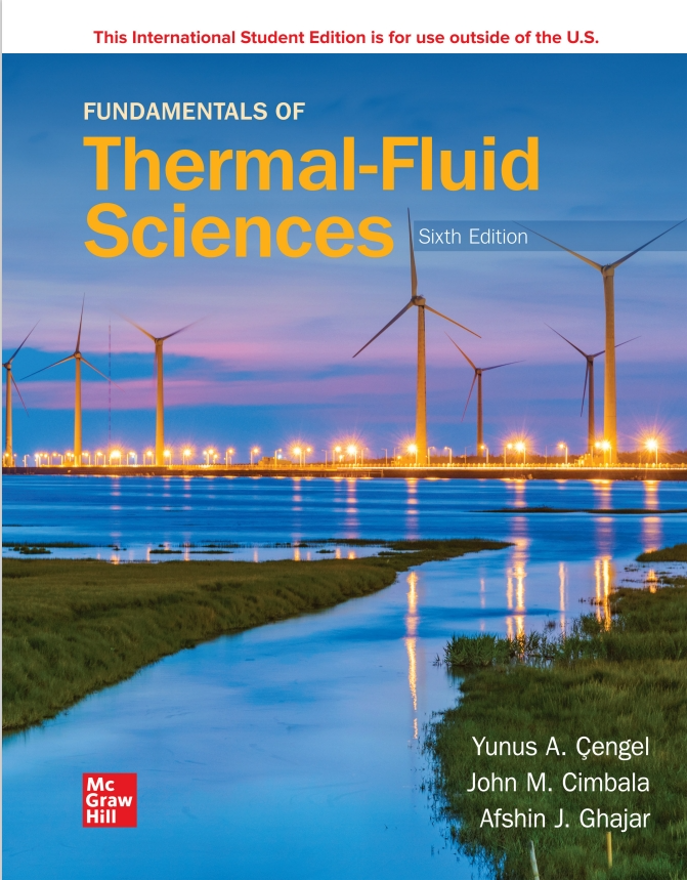 This International Student Edition is for use outside of the U.S.
FUNDAMENTALS OF
Thermal-Fluid
Sciences
Sixth Edition
Yunus A. Çengel
John M. Cimbala
Afshin J. Ghajar
Mc
Graw
Hill